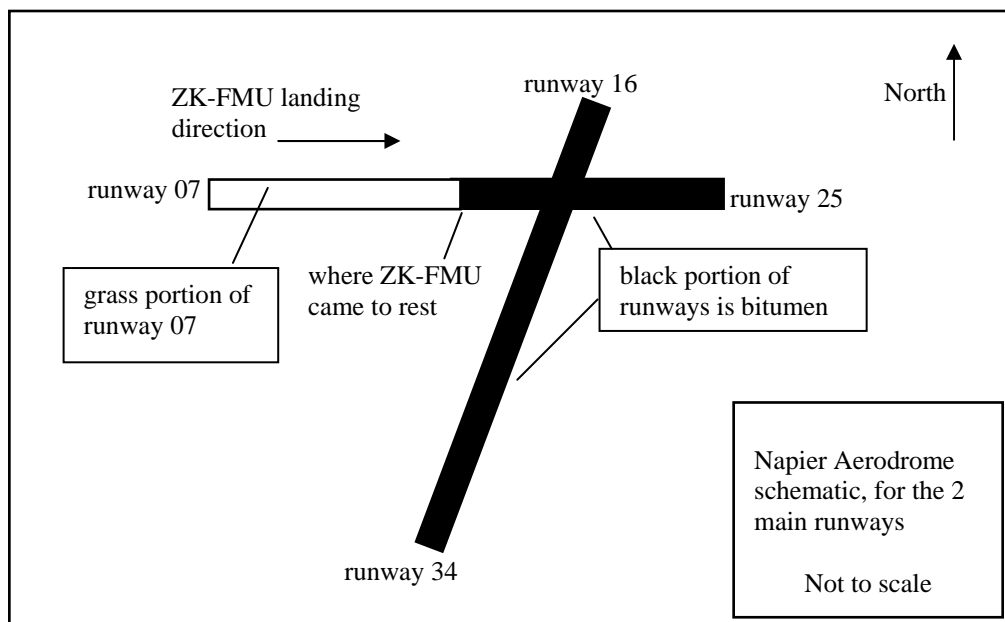 runway 16
ZK-FMU landing
direction
North
runway 07
runway 25
where ZK-FMU
came to rest
grass portion of
runway 07
black portion of
runways is bitumen
Napier Aerodrome
schematic, for the 2
main runways
Not to scale
runway 34